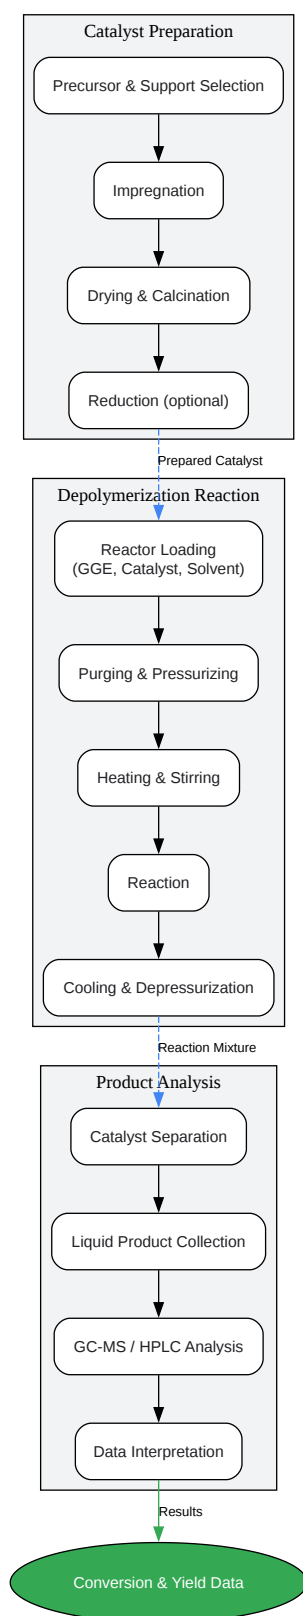 Catalyst Preparation
Precursor & Support Selection
Impregnation
Drying & Calcination
Reduction (optional)
Prepared Catalyst
Depolymerization Reaction
Reactor Loading
(GGE, Catalyst, Solvent)
Purging & Pressurizing
Heating & Stirring
Reaction
Cooling & Depressurization
Reaction Mixture
Product Analysis
Catalyst Separation
Liquid Product Collection
GC-MS / HPLC Analysis
Data Interpretation
Results
Conversion & Yield Data